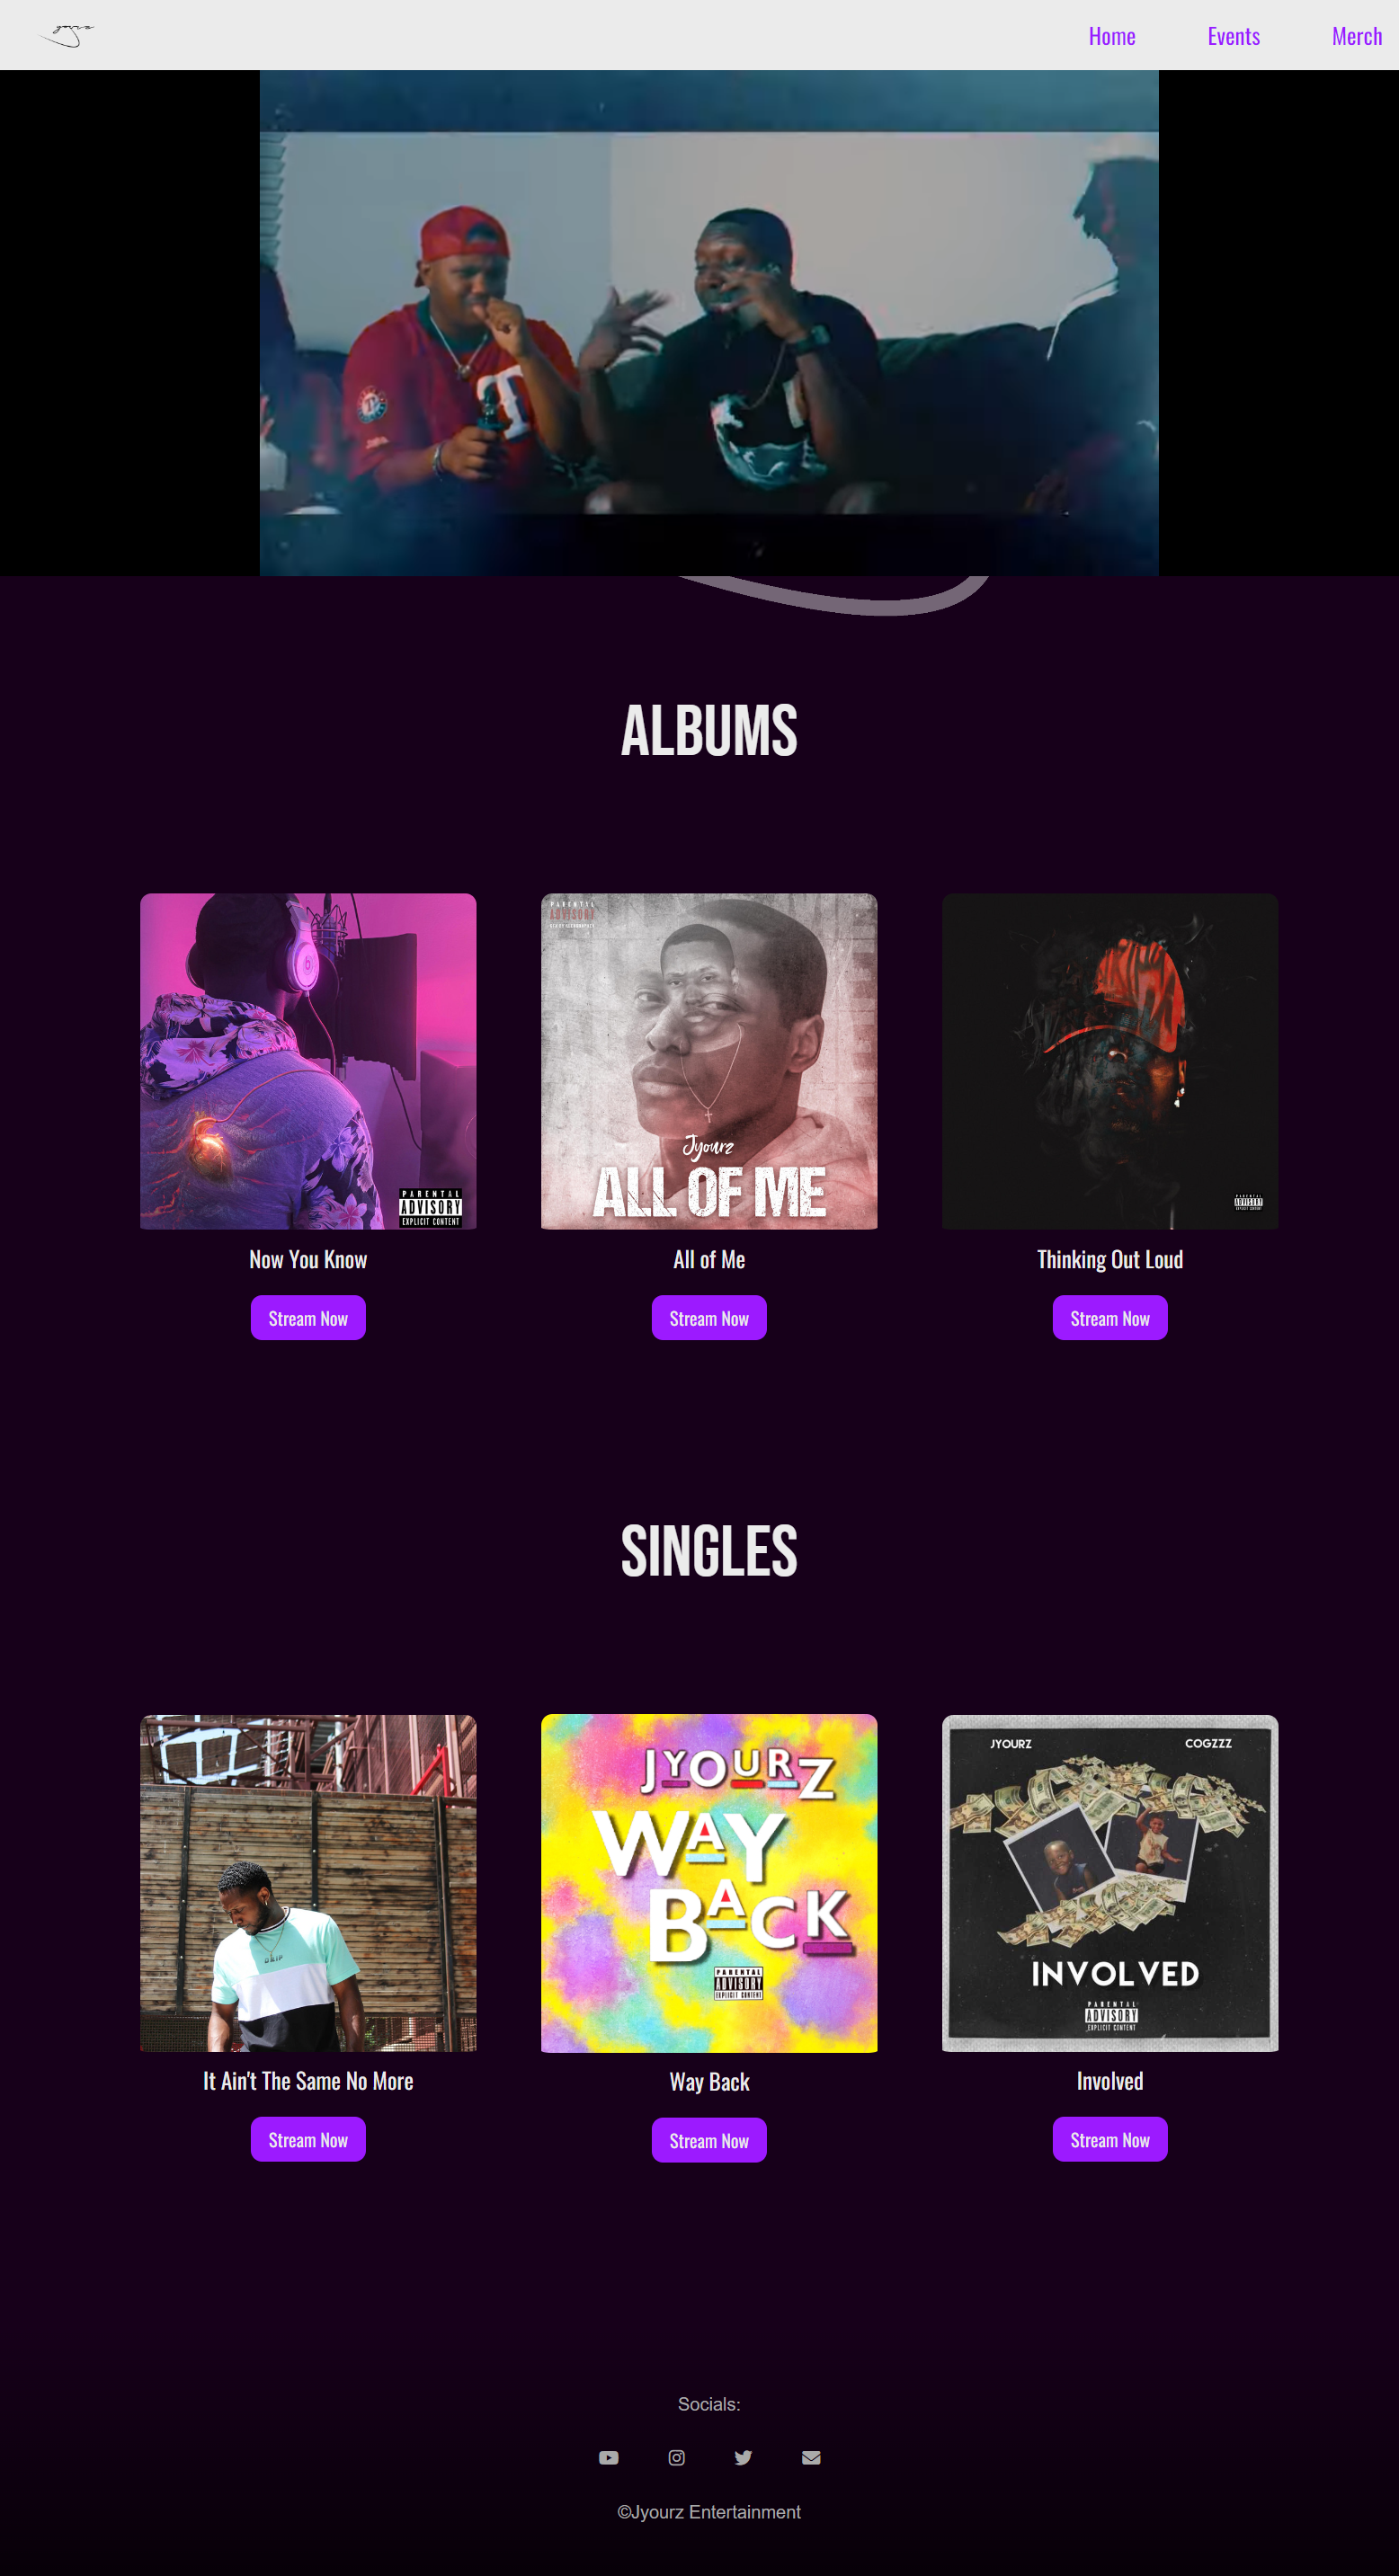 Home Events Merch
T
ALBUMS
PARENTAL
ADVISORY
EXPLICIT CONTENT
PARENTAL
ADVISORY
Jyourz
ALL OF ME
PARENTAL
ADVISORY
Now You Know
All of Me
Thinking Out Loud
Stream Now
Stream Now
Stream Now
SINGLES
DRIP
JYOURZ
WAY
BACK
PARENTAL
ADVISORY
EXPLICIT CONTENT
JYOURZ
COGZZZ
INVOLVED
PARENTAL
ADVISORY
EXPLICIT CONTENT
It Ain't The Same No More
Way Back
Involved
Stream Now
Stream Now
Stream Now
Socials:
©Jyourz Entertainment